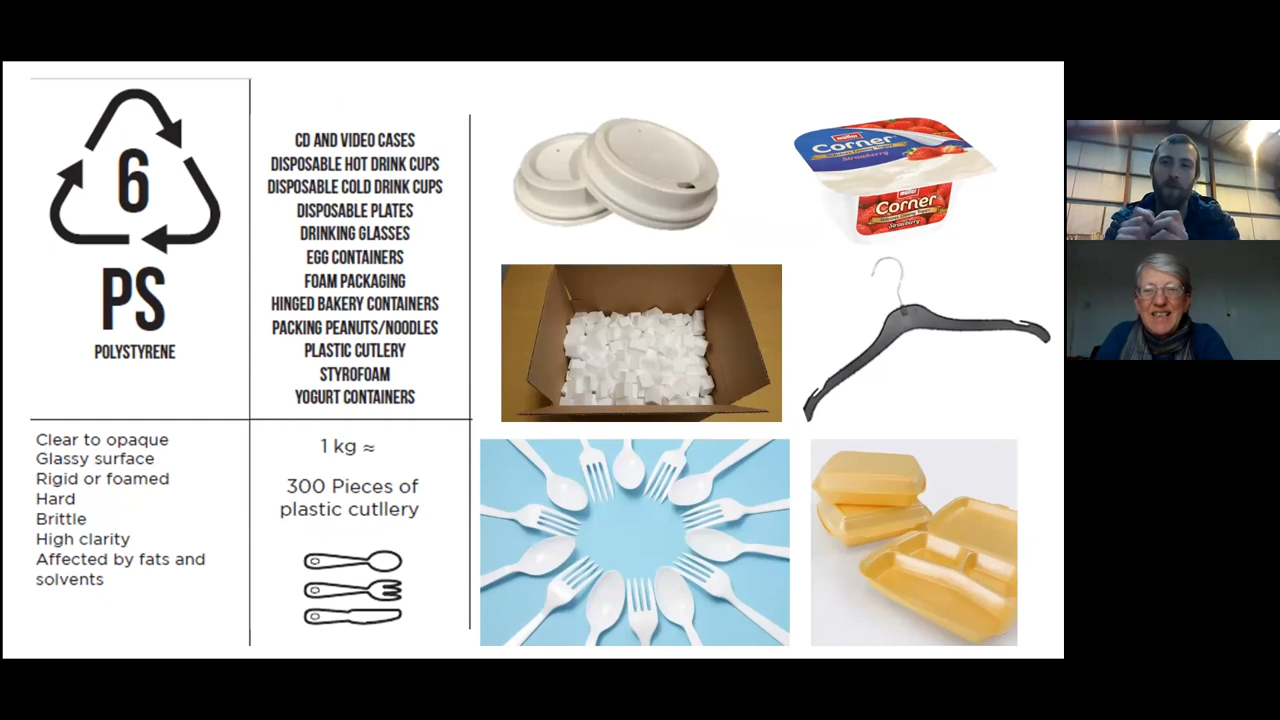 6
PS
POLYSTYRENE
CD AND VIDEO CASES
DISPOSABLE HOT DRINK CUPS
DISPOSABLE COLD DRINK CUPS
DISPOSABLE PLATES
DRINKING GLASSES
EGG CONTAINERS
FOAM PACKAGING
HINGED BAKERY CONTAINERS
PACKING PEANUTS/NOODLES
PLASTIC CUTLERY
STYROFOAM
YOGURT CONTAINERS
Clear to opaque
Glassy surface
Rigid or foamed
Hard
Brittle
High clarity
Affected by fats and
solvents
1 kg ≈
300 Pieces of
plastic cutllery
müller
Corner
Strawberry
müller
Corner
Strawberry